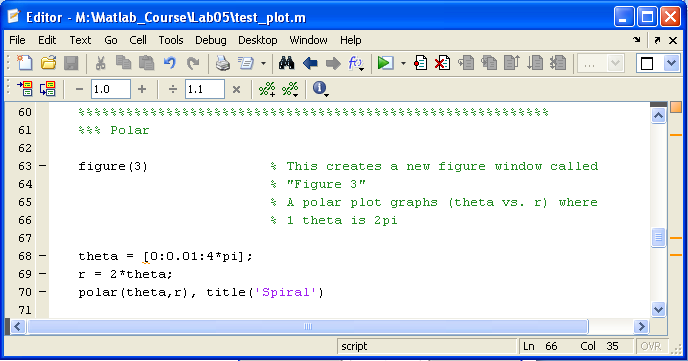 Editor - M:\Matlab_Course\Lab05\test_plot.m
File Edit Text Go Cell Tools Debug Desktop Window Help
1.0 1.1
60 %%%%%%%%%%%%%%%%%%%%%%%%%%%%%%%%%%%%%%%%%%%%%%%%%%%%%%%%%%
61 %%% Polar
62
63 – figure(3) % This creates a new figure window called
64 % "Figure 3"
65 % A polar plot graphs (theta vs. r) where
66 % 1 theta is 2pi
67
68 – theta = [0:0.01:4*pi];
69 – r = 2*theta;
70 – polar(theta,r), title('Spiral')
71
script Ln 66 Col 35 OVR